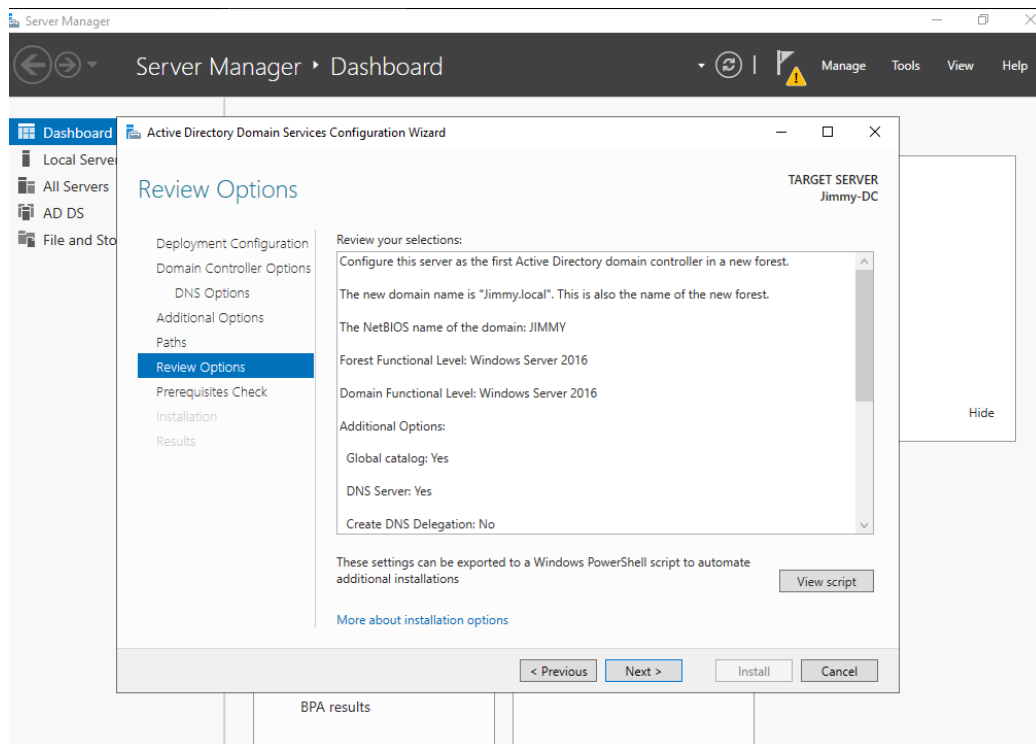 Server Manager
Server Manager ‣ Dashboard
Manage
Tools
View
Help
Dashboard
Local Serve
All Servers
AD DS
File and Sto
Active Directory Domain Services Configuration Wizard
Review Options
TARGET SERVER
Jimmy-DC
Deployment Configuration
Domain Controller Options
DNS Options
Additional Options
Paths
Review Options
Prerequisites Check
Installation
Results
Review your selections:
Configure this server as the first Active Directory domain controller in a new forest.
The new domain name is "Jimmy.local". This is also the name of the new forest.
The NetBIOS name of the domain: JIMMY
Forest Functional Level: Windows Server 2016
Domain Functional Level: Windows Server 2016
Additional Options:
Global catalog: Yes
DNS Server: Yes
Create DNS Delegation: No
These settings can be exported to a Windows PowerShell script to automate
additional installations
View script
More about installation options
< Previous
Next >
Install
Cancel
Hide
BPA results